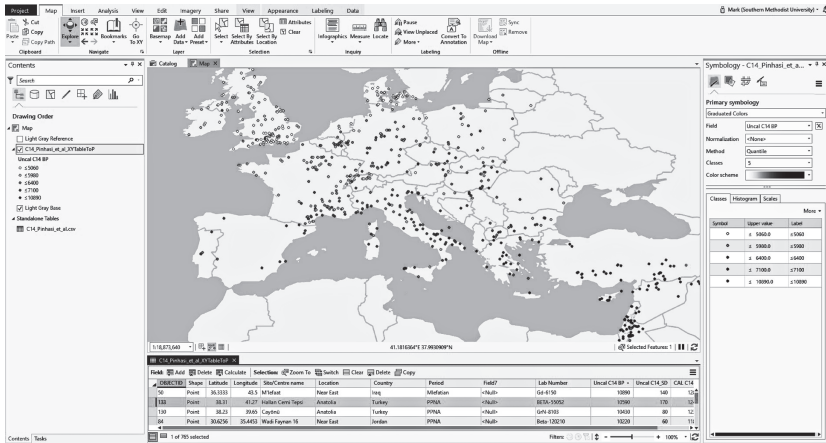 Project Map Insert Analysis View Edit Imagery Share View Appearance Labeling Data
Mark (Southern Methodist University)
Cut
Copy
Copy Path
Paste
Explore
Bookmarks
Go To XY
Basemap
Add Data
Add Preset
Select
Select By Attributes
Select By Location
Attributes
Clear
Infographics
Measure
Locate
Pause
View Unplaced
More
Convert To Annotation
Download Map
Sync
Remove
Clipboard Navigate Layer Selection Inquiry Labeling Offline
Contents
Search
Drawing Order
Map
Light Gray Reference
C14_Pinhasi_et_al_XYTableToP
Uncal C14 BP
≤5060
≤5980
≤6400
≤7100
≤10890
Light Gray Base
Standalone Tables
C14_Pinhasi_et_al.csv
Contents Tasks
Catalog Map
1:18,873,640
41.1816364°E 37.9930909°N
Selected Features: 1
C14_Pinhasi_et_al_XYTableToP
Field: Add Delete Calculate Selection: Zoom To Switch Clear Delete Copy
OBJECTID Shape Latitude Longitude Site/Centre name Location Country Period Field7 Lab Number Uncal C14 BP Uncal C14_SD CAL C14
50 Point 36.3333 43.5 M'lefaat Near East Iraq Mlefatian <Null> Gd-6150 10890 140
133 Point 38.31 41.27 Hallan Cemi Tepsi Anatolia Turkey PPNA <Null> BETA-55052 10590 170
130 Point 38.23 39.65 Cayönü Anatolia Turkey PPNA <Null> GrN-8103 10430 80
84 Point 30.6256 35.4453 Wadi Faynan 16 Near East Jordan PPNA <Null> Beta-120210 10220 60
1 of 785 selected
Filters:
100%
Symbology - C14_Pinhasi_et_a...
Primary symbology
Graduated Colors
Field Uncal C14 BP
Normalization <None>
Method Quantile
Classes 5
Color scheme
Classes Histogram Scales
More
Symbol Upper value Label
≤ 5060.0 ≤5060
≤ 5980.0 ≤5980
≤ 6400.0 ≤6400
≤ 7100.0 ≤7100
≤ 10890.0 ≤10890